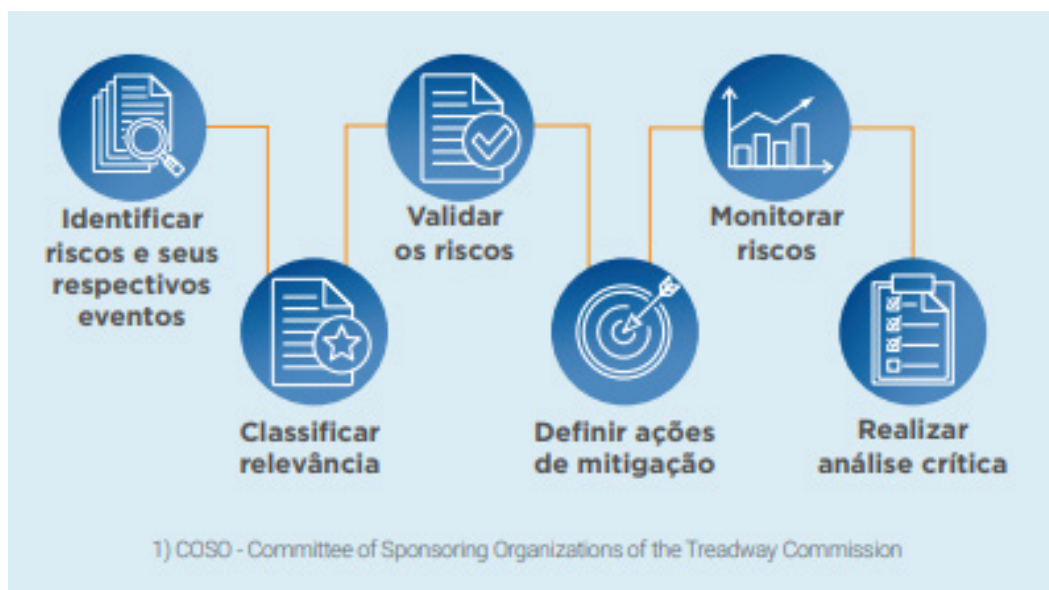 Identificar
riscos e seus
respectivos
eventos
Classificar
relevância
Validar
os riscos
Definir ações
de mitigação
Monitorar
riscos
Realizar
análise crítica
1) COSO - Committee of Sponsoring Organizations of the Treadway Commission